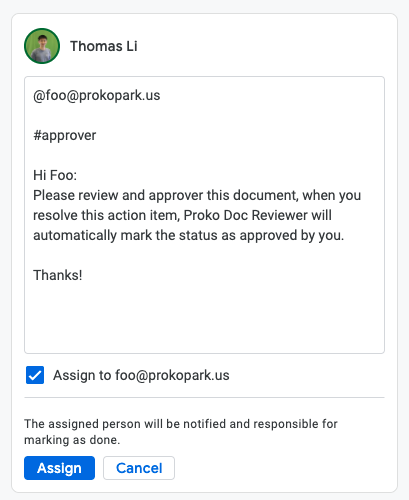 Thomas Li
@foo@prokopark.us
#approver
Hi Foo:
Please review and approver this document, when you
resolve this action item, Proko Doc Reviewer will
automatically mark the status as approved by you.
Thanks!
Assign to foo@prokopark.us
The assigned person will be notified and responsible for
marking as done.
Assign
Cancel